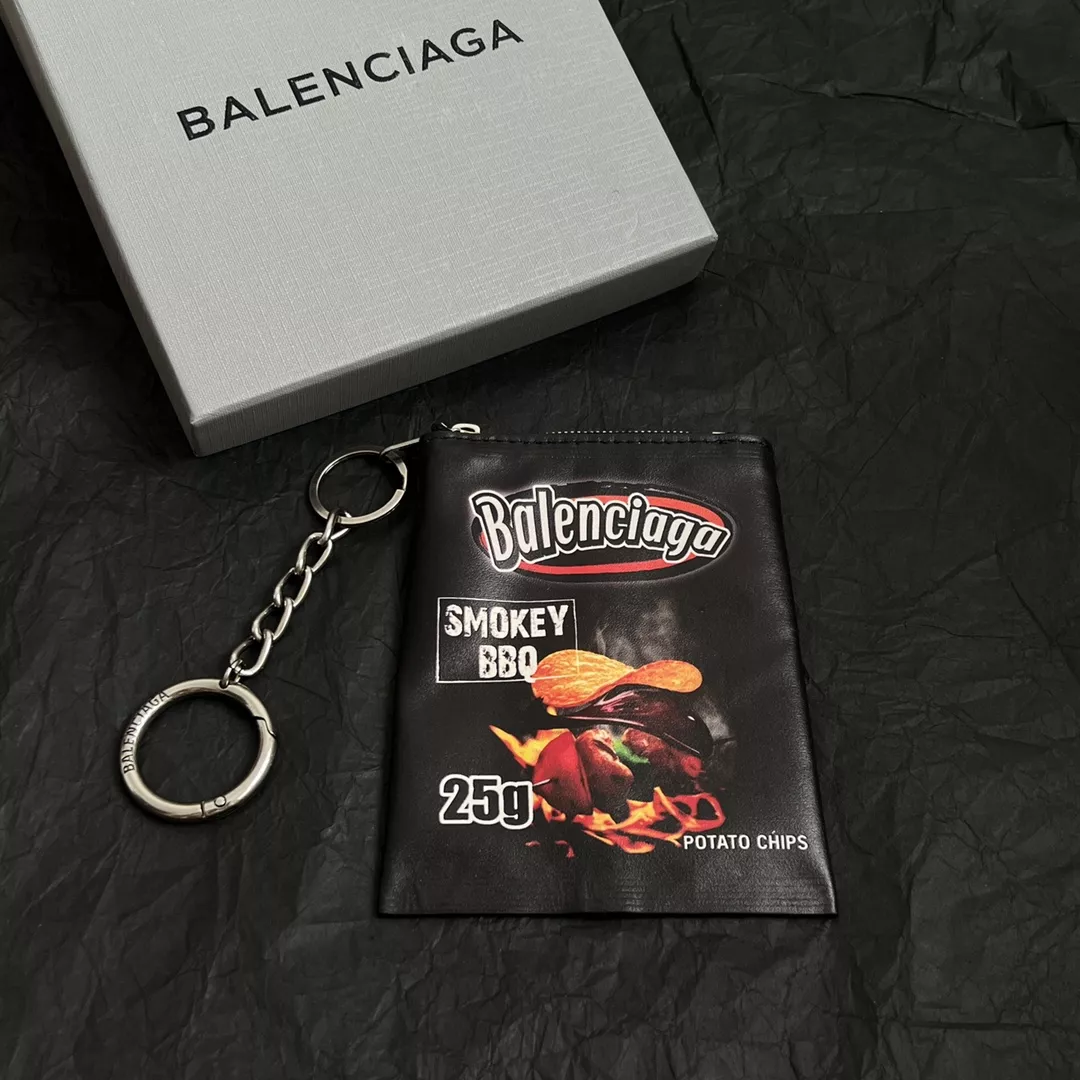 BALENCIAGA
Balenciaga
SMOKEY
BBQ
BALENCIAGA
25g
POTATO CHIPS